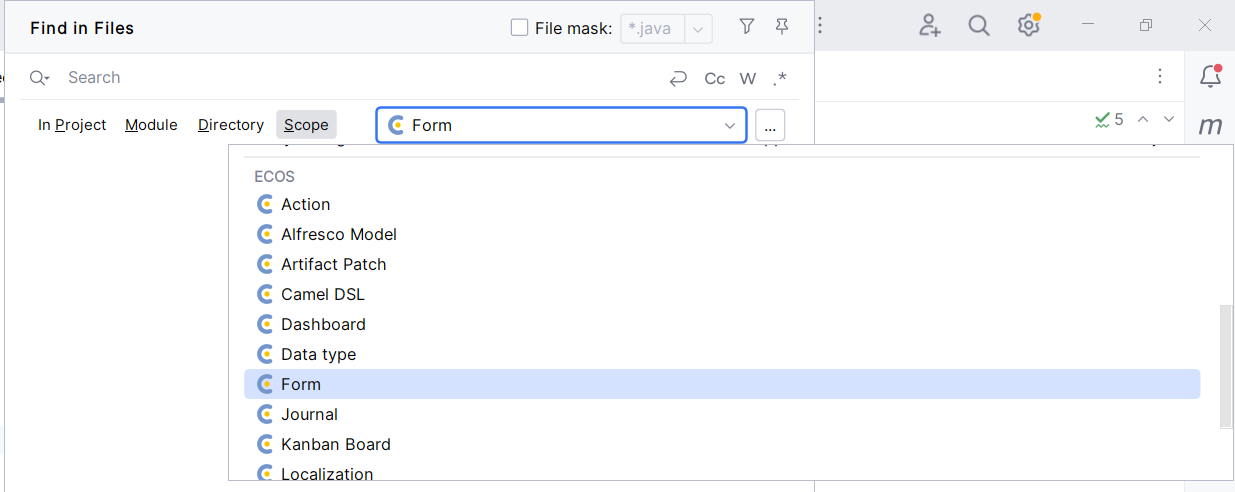 Find in Files
File mask:
*.java
Search
Cc
W
.*
In Project
Module
Directory
Scope
Form
...
5
m
ECOS
Action
Alfresco Model
Artifact Patch
Camel DSL
Dashboard
Data type
Form
Journal
Kanban Board
Localization